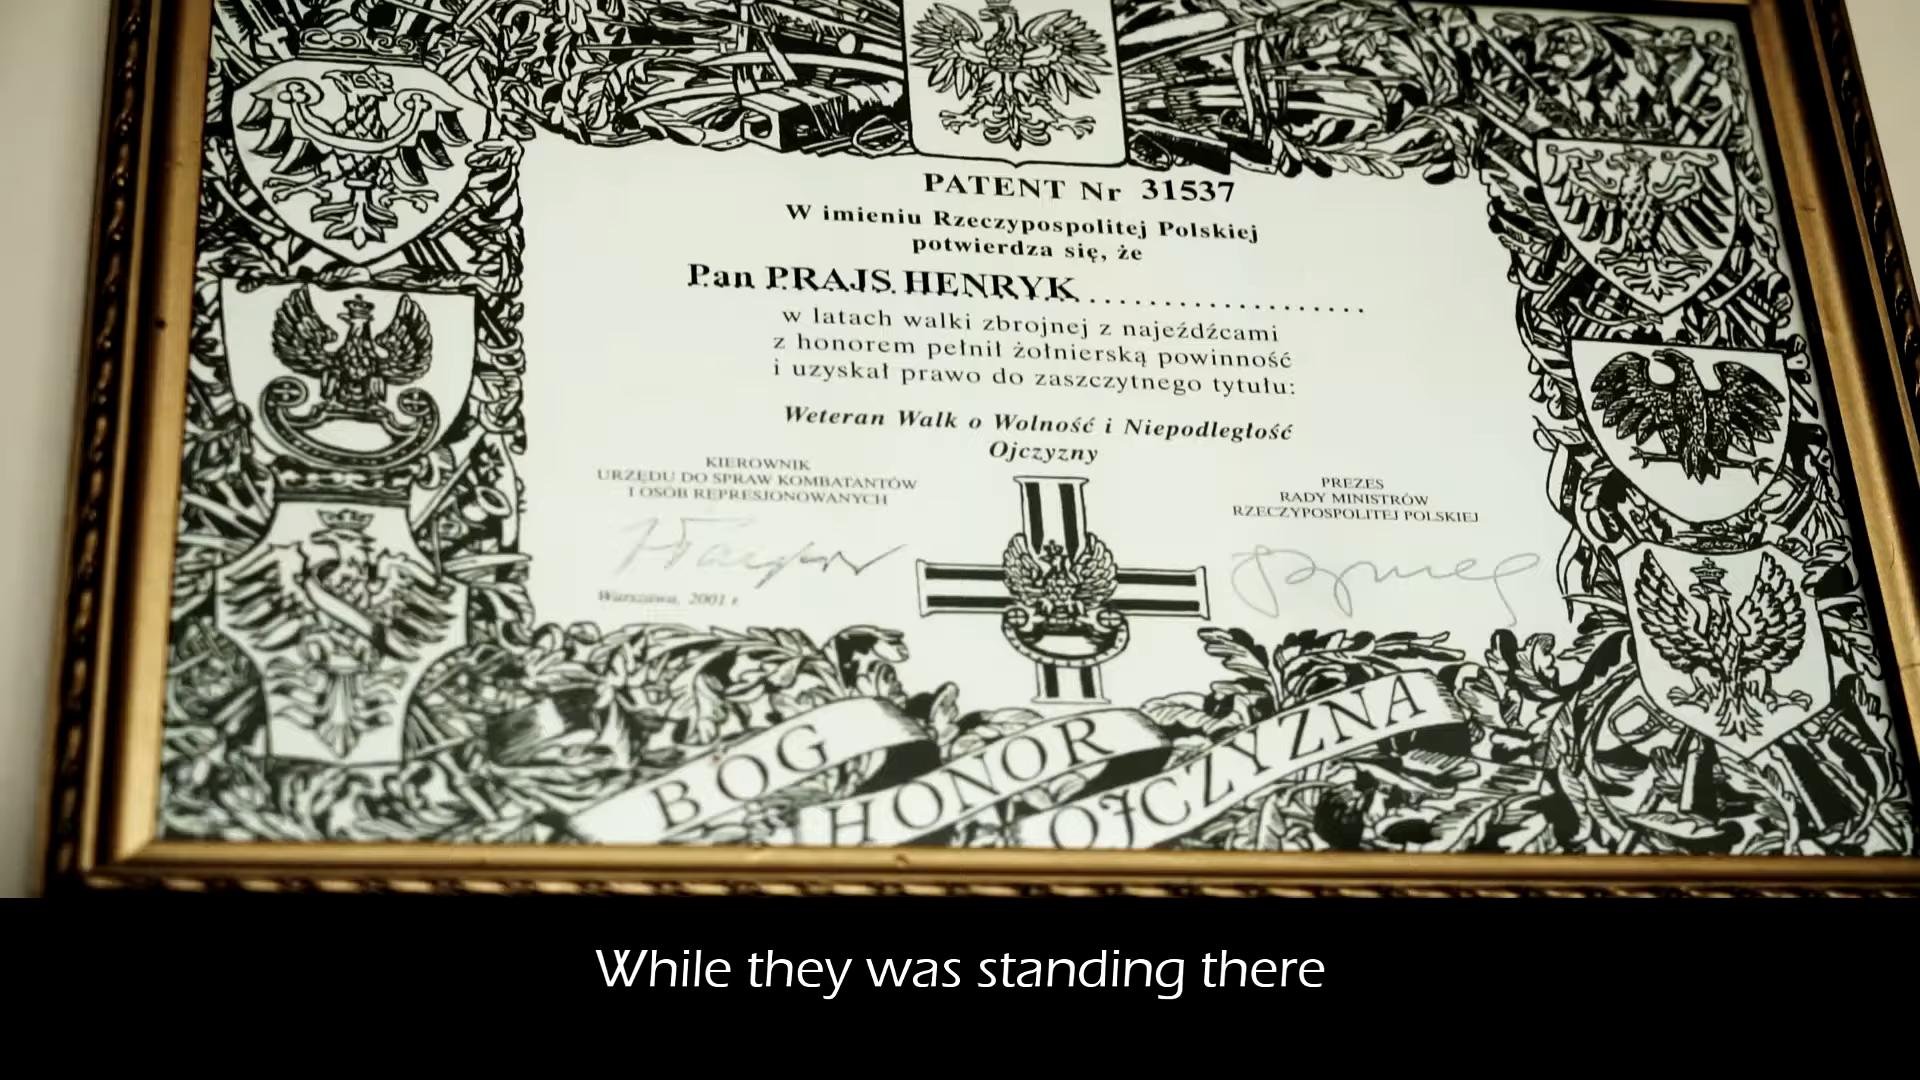 PATENT Nr 31537
W imieniu Rzeczypospolitej Polskiej
potwierdza się, że
Pan PRAJS HENRYK....................
w latach walki zbrojnej z najeźdźcami
z honorem pełnił żołnierską powinność
i uzyskał prawo do zaszczytnego tytułu:
Weteran Walk o Wolność i Niepodległość
Ojczyzny
KIEROWNIK
URZĘDU DO SPRAW KOMBATANTÓW
I OSÓB REPRESJONOWANYCH
PREZES
RADY MINISTRÓW
RZECZYPOSPOLITEJ POLSKIEJ
Warszawa, 2001 r.
BÓG
HONOR
OJCZYZNA
While they was standing there